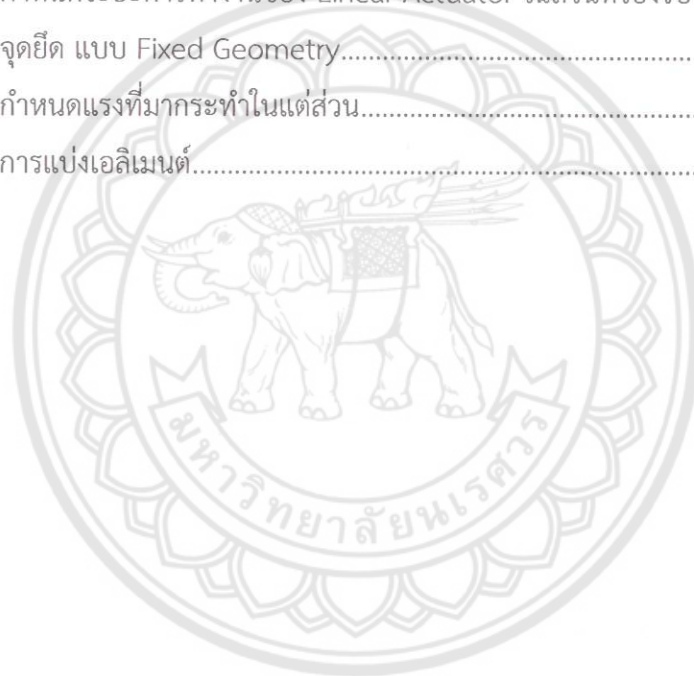 Linear Actuator
จุดยึด แบบ Fixed Geometry........................................................
กำหนดแรงที่มากระทำในแต่ส่วน.....................................................
การแบ่งเอลิเมนต์...............................................................................
มหาวิทยาลัยนเรศวร